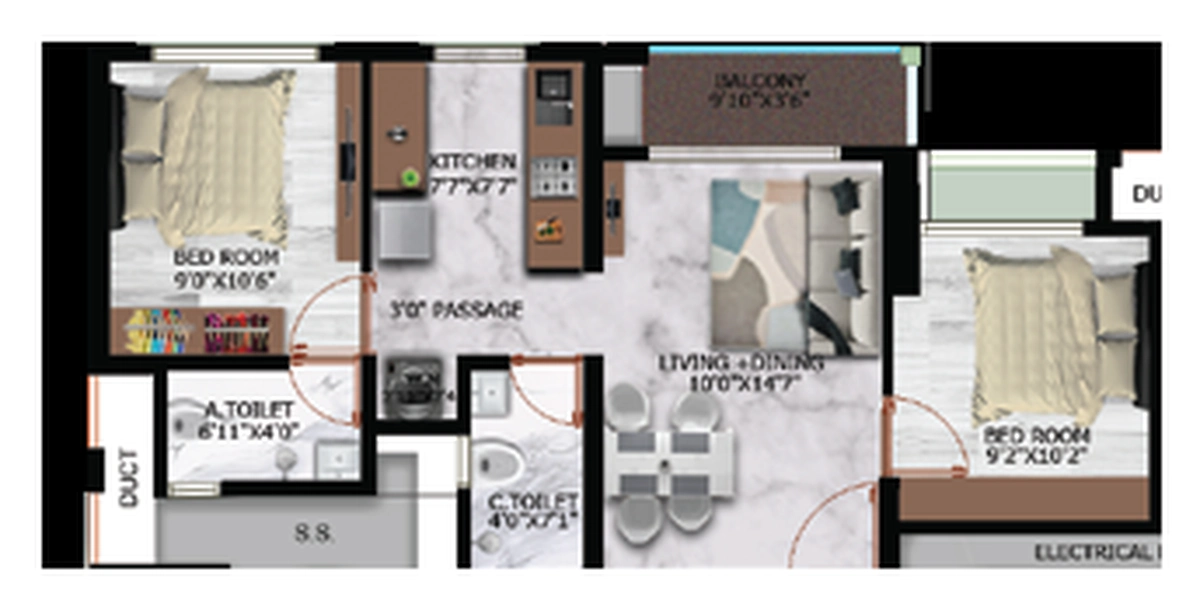 BALCONY
9'10"X3'6"
KITCHEN
7'7"X7'7"
DU
BED ROOM
9'0"X10'6"
3'0" PASSAGE
LIVING +DINING
10'0"X14'7"
A.TOILET
6'11"X4'0"
BED ROOM
9'2"X10'2"
DUCT
C.TOILET
4'0"X7'1"
S.S.
ELECTRICAL